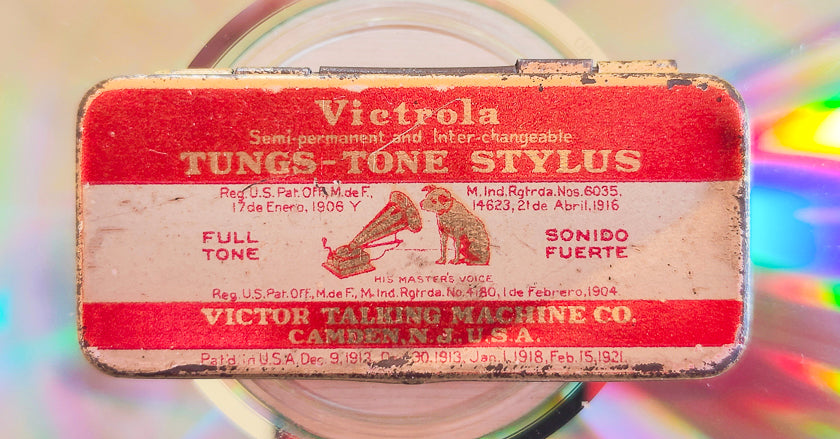 Victrola
Semi-permanent and Inter-changeable
TUNGS-TONE STYLUS
Reg. U.S. Pat. Off., M. de F.,
17 de Enero, 1906 Y
M. Ind. Rgtrda. Nos. 6035.
14623, 21 de Abril, 1916
FULL
TONE
SONIDO
FUERTE
HIS MASTER'S VOICE
Reg. U.S. Pat. Off., M. de F., M. Ind. Rgtrda. No. 4180, 1 de Febrero, 1904
VICTOR TALKING MACHINE CO.
CAMDEN, N.J. U.S.A.
Pat'd. in U.S.A, Dec. 9, 1912, 30, 1913, Jan. 1, 1918, Feb. 15, 1921.